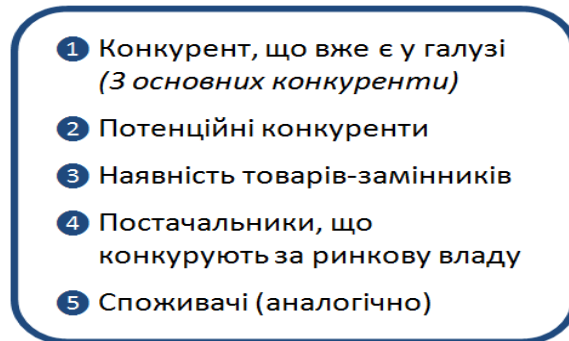 1 Конкурент, що вже є у галузі
(3 основних конкуренти)
2 Потенційні конкуренти
3 Наявність товарів-замінників
4 Постачальники, що
конкурують за ринкову владу
5 Споживачі (аналогічно)